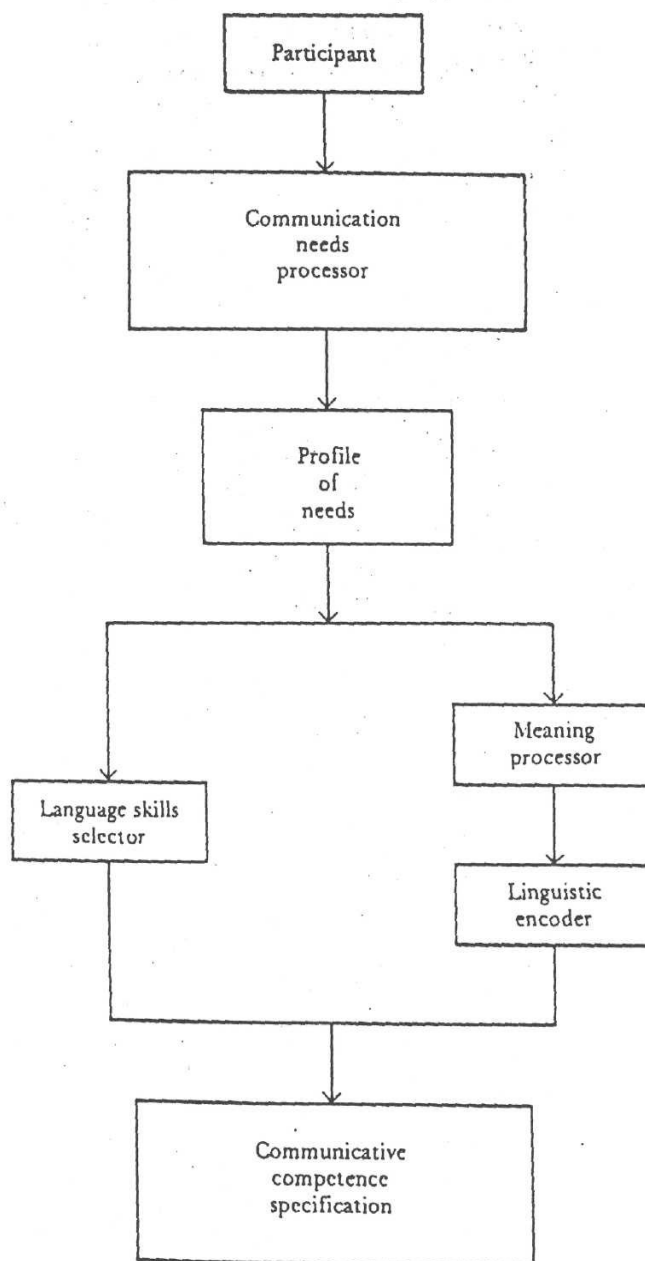 Participant
Communication
needs
processor
Profile
of
needs
Meaning
processor
Language skills
selector
Linguistic
encoder
Communicative
competence
specification